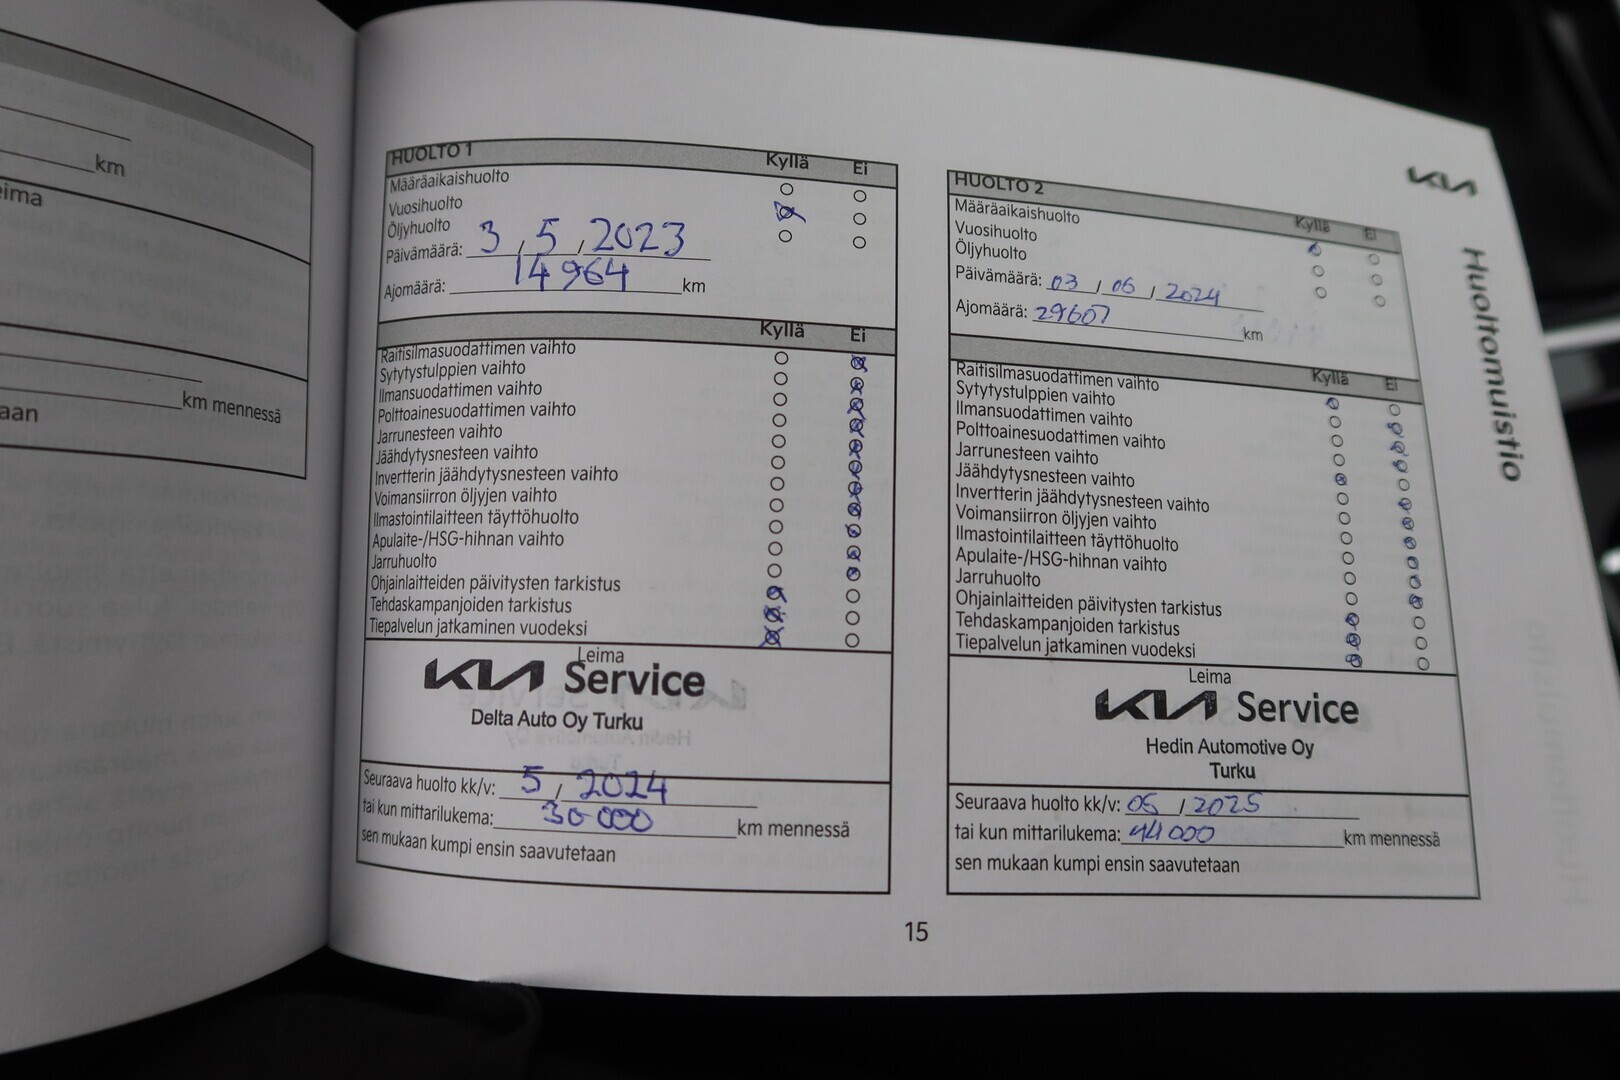 km
eima
km mennessä
aan
HUOLTO 1 Kyllä Ei
Määräaikaishuolto
Vuosihuolto
Öljyhuolto
Päivämäärä: 3 / 5 / 2023
Ajomäärä: 14 964 km
Kyllä Ei
Raitisilmasuodattimen vaihto
Sytytystulppien vaihto
Ilmansuodattimen vaihto
Polttoainesuodattimen vaihto
Jarrunesteen vaihto
Jäähdytysnesteen vaihto
Invertterin jäähdytysnesteen vaihto
Voimansiirron öljyjen vaihto
Ilmastointilaitteen täyttöhuolto
Apulaite-/HSG-hihnan vaihto
Jarruhuolto
Ohjainlaitteiden päivitysten tarkistus
Tehdaskampanjoiden tarkistus
Tiepalvelun jatkaminen vuodeksi
Leima
KIA Service
Delta Auto Oy Turku
Seuraava huolto kk/v: 5 / 2024
tai kun mittarilukema: 30 000 km mennessä
sen mukaan kumpi ensin saavutetaan
HUOLTO 2 Kyllä Ei
Määräaikaishuolto
Vuosihuolto
Öljyhuolto
Päivämäärä: 03 / 06 / 2024
Ajomäärä: 29607 km
Kyllä Ei
Raitisilmasuodattimen vaihto
Sytytystulppien vaihto
Ilmansuodattimen vaihto
Polttoainesuodattimen vaihto
Jarrunesteen vaihto
Jäähdytysnesteen vaihto
Invertterin jäähdytysnesteen vaihto
Voimansiirron öljyjen vaihto
Ilmastointilaitteen täyttöhuolto
Apulaite-/HSG-hihnan vaihto
Jarruhuolto
Ohjainlaitteiden päivitysten tarkistus
Tehdaskampanjoiden tarkistus
Tiepalvelun jatkaminen vuodeksi
Leima
KIA Service
Hedin Automotive Oy
Turku
Seuraava huolto kk/v: 05 / 2025
tai kun mittarilukema: 44 000 km mennessä
sen mukaan kumpi ensin saavutetaan
KIA
Huoltomuistio
15